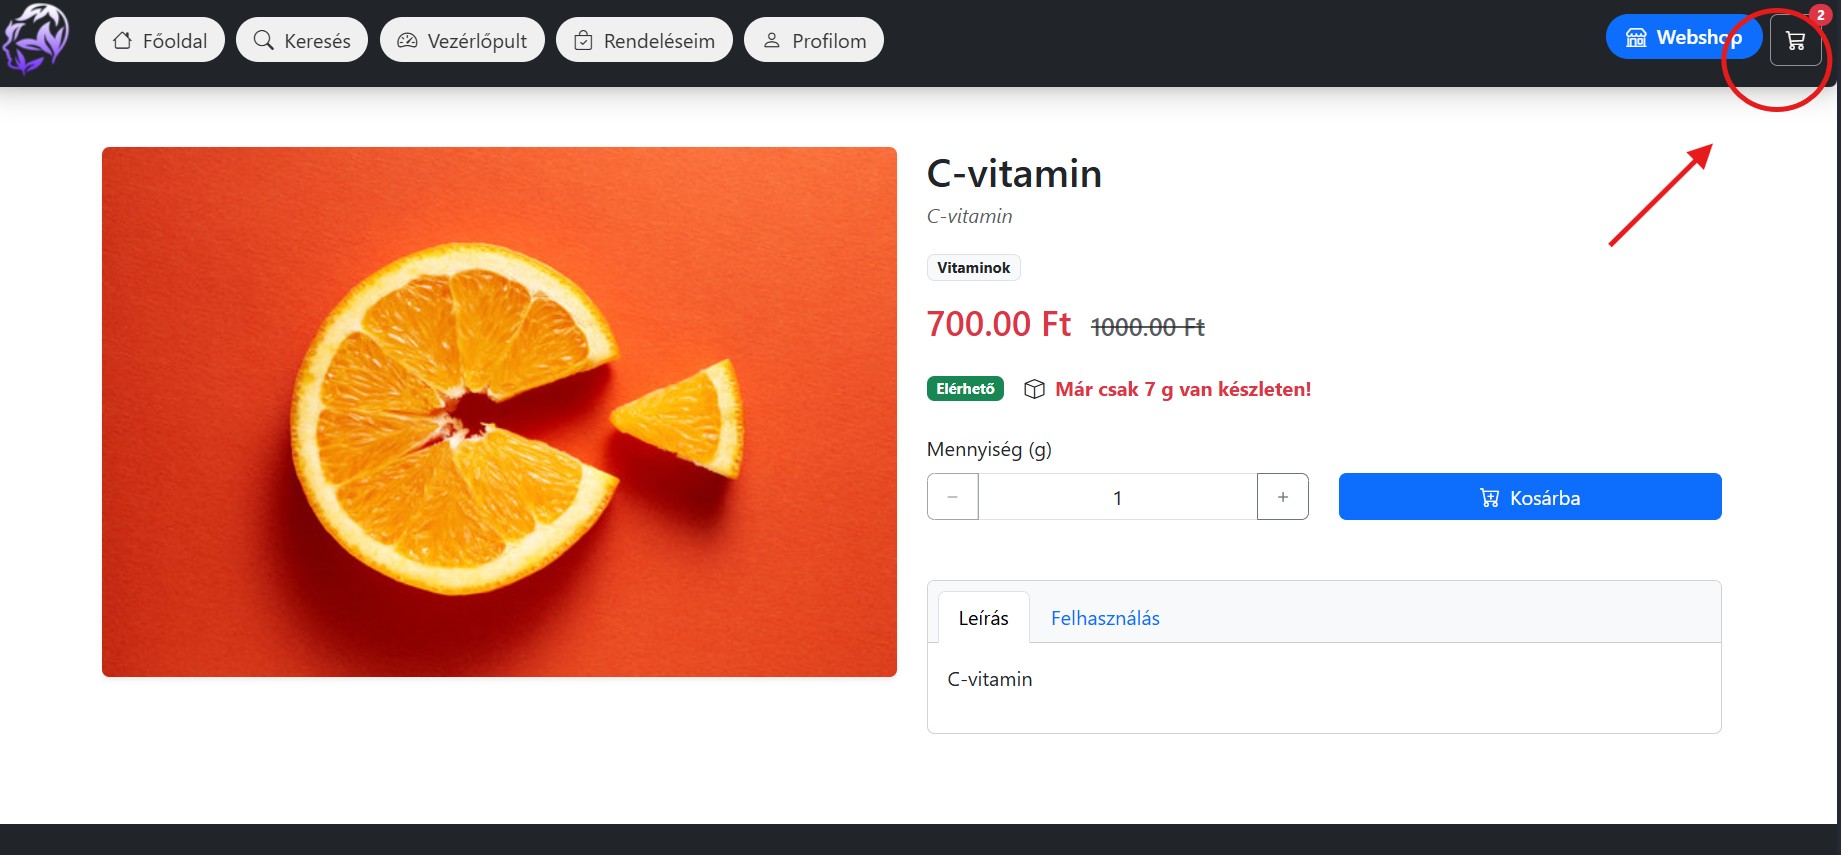 Főoldal
Keresés
Vezérlőpult
Rendeléseim
Profilom
Webshop
2
C-vitamin
C-vitamin
Vitaminok
700.00 Ft 1000.00 Ft
Elérhető Már csak 7 g van készleten!
Mennyiség (g)
− 1 + Kosárba
Leírás Felhasználás
C-vitamin